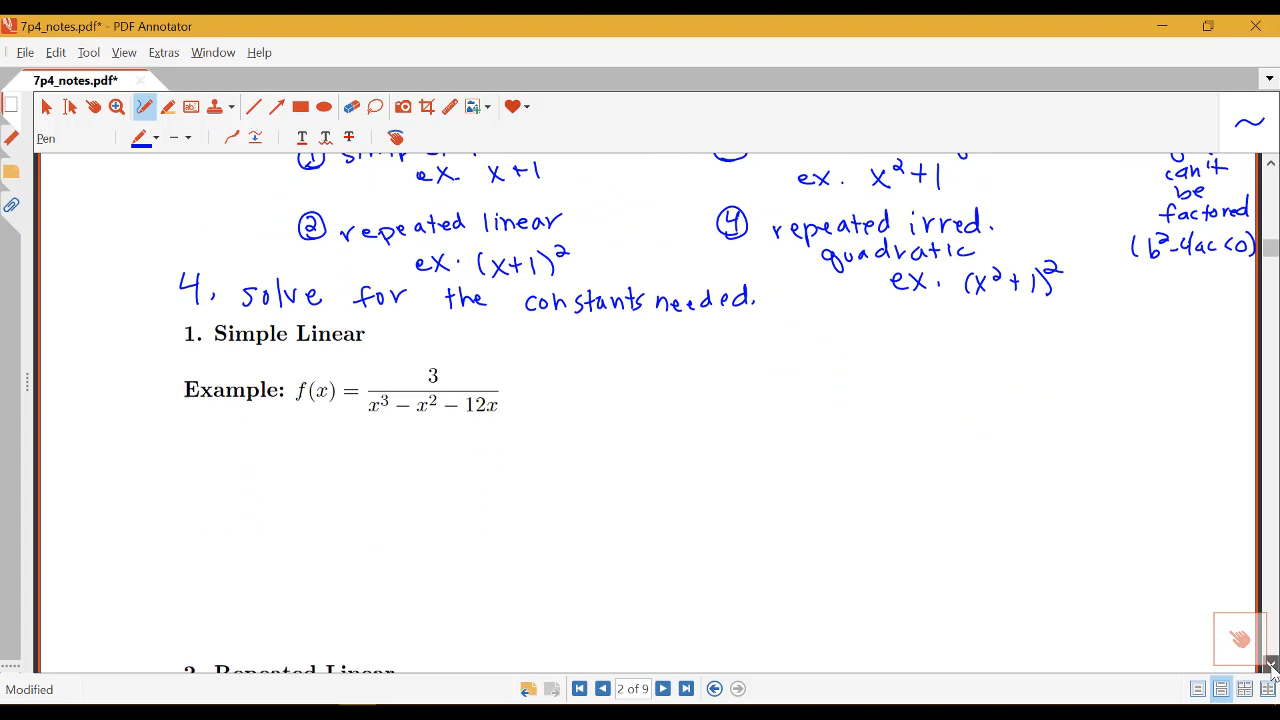 7p4_notes.pdf* - PDF Annotator
File Edit Tool View Extras Window Help
7p4_notes.pdf*
Pen
ex. x+1
ex. x²+1
can't
be
factored
(b²-4ac<0)
② repeated linear
ex. (x+1)²
④ repeated irred.
quadratic
ex. (x²+1)²
4. solve for the constants needed.
1. Simple Linear
Example: f(x) = 3 / (x³ − x² − 12x)
Repeated Linear
Modified
2 of 9